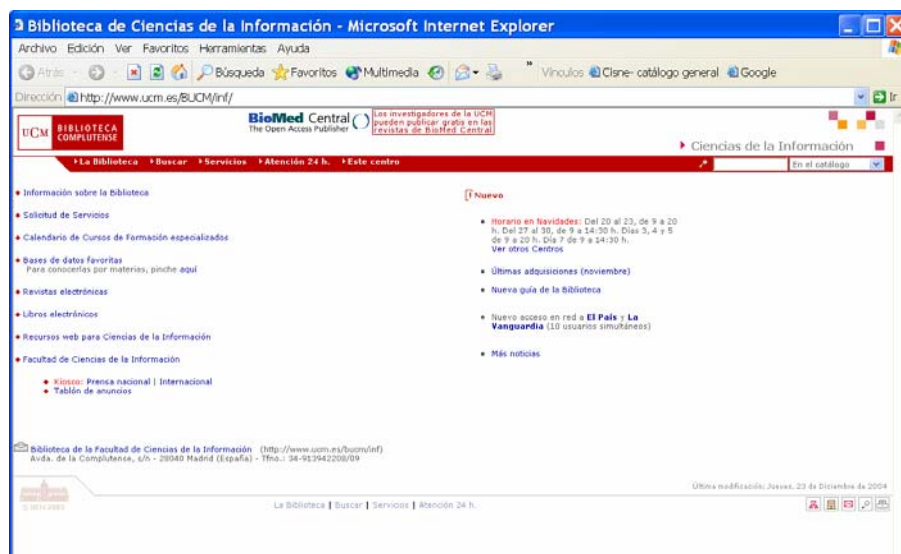 Biblioteca de Ciencias de la Información - Microsoft Internet Explorer
Archivo Edición Ver Favoritos Herramientas Ayuda
Atrás Búsqueda Favoritos Multimedia » Vínculos Cisne- catálogo general Google
Dirección http://www.ucm.es/BUCM/inf/ Ir
UCM BIBLIOTECA COMPLUTENSE
BioMed Central
The Open Access Publisher
Los investigadores de la UCM
pueden publicar gratis en las
revistas de BioMed Central
Ciencias de la Información
La Biblioteca Buscar Servicios Atención 24 h. Este centro En el catálogo
Información sobre la Biblioteca
Solicitud de Servicios
Calendario de Cursos de Formación especializados
Bases de datos favoritas
Para conocerlas por materias, pinche aquí
Revistas electrónicas
Libros electrónicos
Recursos web para Ciencias de la Información
Facultad de Ciencias de la Información
Kiosco: Prensa nacional | Internacional
Tablón de anuncios
Nuevo
Horario en Navidades: Del 20 al 23, de 9 a 20
h. Del 27 al 30, de 9 a 14:30 h. Días 3, 4 y 5
de 9 a 20 h. Día 7 de 9 a 14:30 h.
Ver otros Centros
Últimas adquisiciones (noviembre)
Nueva guía de la Biblioteca
Nuevo acceso en red a El País y La
Vanguardia (10 usuarios simultáneos)
Más noticias
Biblioteca de la Facultad de Ciencias de la Información (http://www.ucm.es/bucm/inf)
Avda. de la Complutense, s/n - 28040 Madrid (España) - Tfno.: 34-913942208/09
Última modificación: Jueves, 23 de Diciembre de 2004
La Biblioteca | Buscar | Servicios | Atención 24 h.